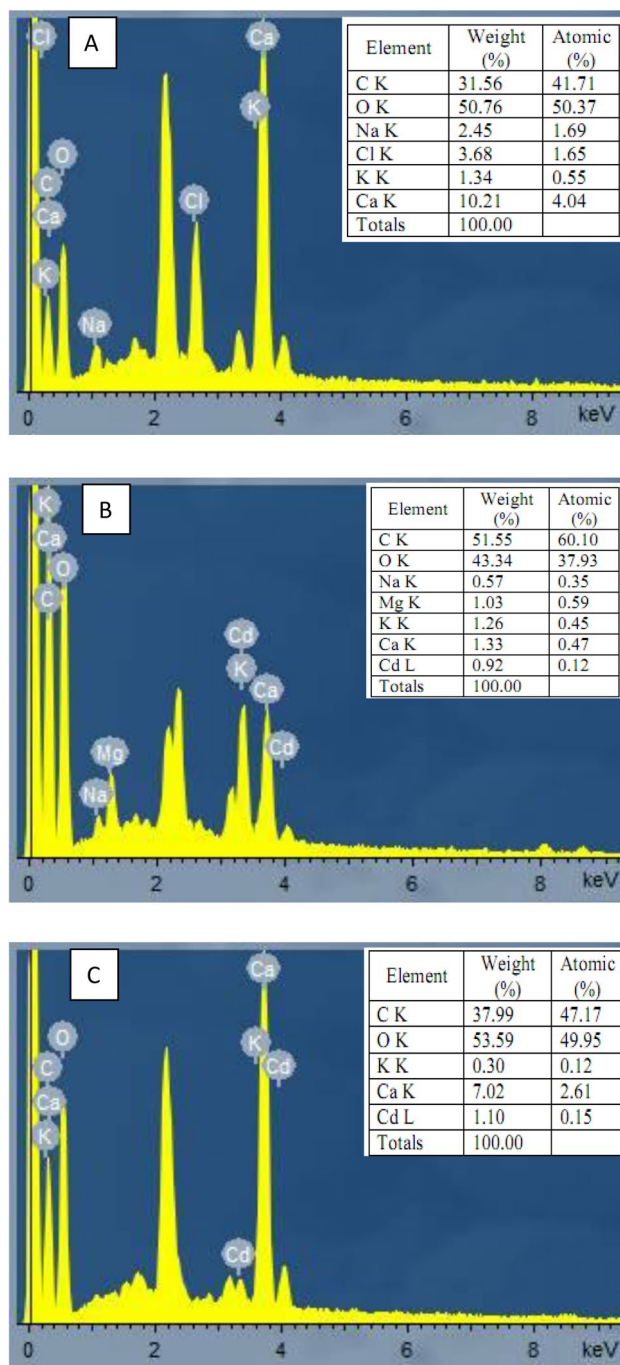 A
Cl
Ca
K
O
C
Ca
Cl
K
Na
0 2 4 6 8 keV
Element Weight (%) Atomic (%)
C K 31.56 41.71
O K 50.76 50.37
Na K 2.45 1.69
Cl K 3.68 1.65
K K 1.34 0.55
Ca K 10.21 4.04
Totals 100.00
B
K
Ca
O
C
Cd
K
Ca
Cd
Mg
Na
0 2 4 6 8 keV
Element Weight (%) Atomic (%)
C K 51.55 60.10
O K 43.34 37.93
Na K 0.57 0.35
Mg K 1.03 0.59
K K 1.26 0.45
Ca K 1.33 0.47
Cd L 0.92 0.12
Totals 100.00
C
Ca
O
K
C
Cd
Ca
K
Cd
0 2 4 6 8 keV
Element Weight (%) Atomic (%)
C K 37.99 47.17
O K 53.59 49.95
K K 0.30 0.12
Ca K 7.02 2.61
Cd L 1.10 0.15
Totals 100.00